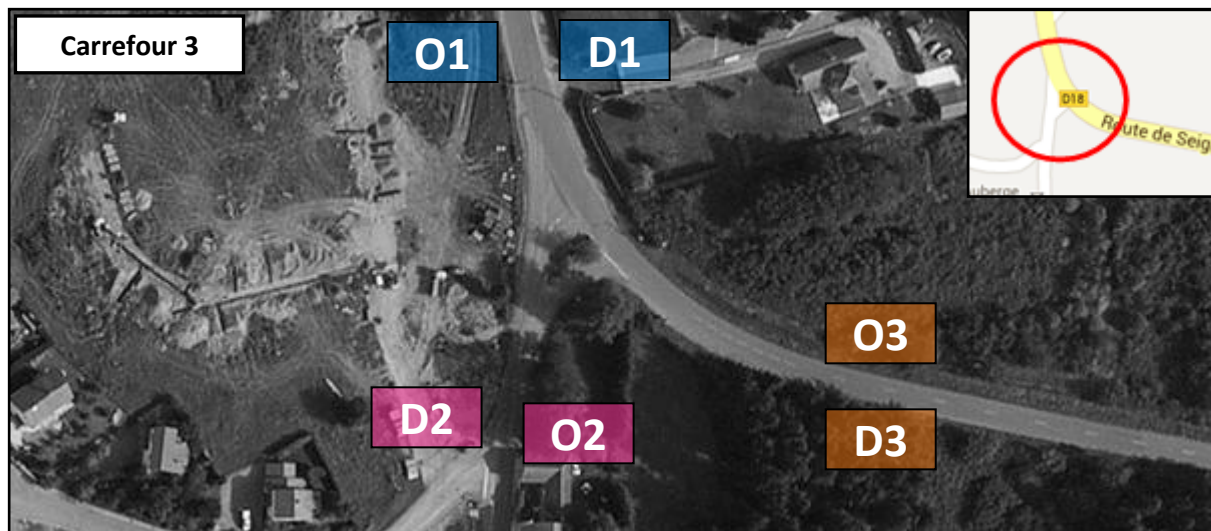 Carrefour 3
O1
D1
D18
Route de Seig
uberge
O3
D2
O2
D3